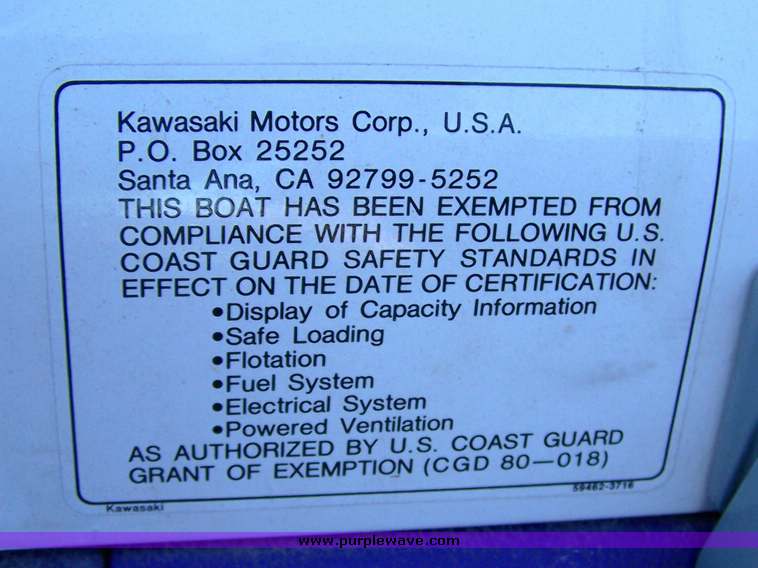 Kawasaki Motors Corp., U.S.A.
P.O. Box 25252
Santa Ana, CA 92799-5252
THIS BOAT HAS BEEN EXEMPTED FROM
COMPLIANCE WITH THE FOLLOWING U.S.
COAST GUARD SAFETY STANDARDS IN
EFFECT ON THE DATE OF CERTIFICATION:
•Display of Capacity Information
•Safe Loading
•Flotation
•Fuel System
•Electrical System
•Powered Ventilation
AS AUTHORIZED BY U.S. COAST GUARD
GRANT OF EXEMPTION (CGD 80—018)
59462-3716
Kawasaki
www.purplewave.com